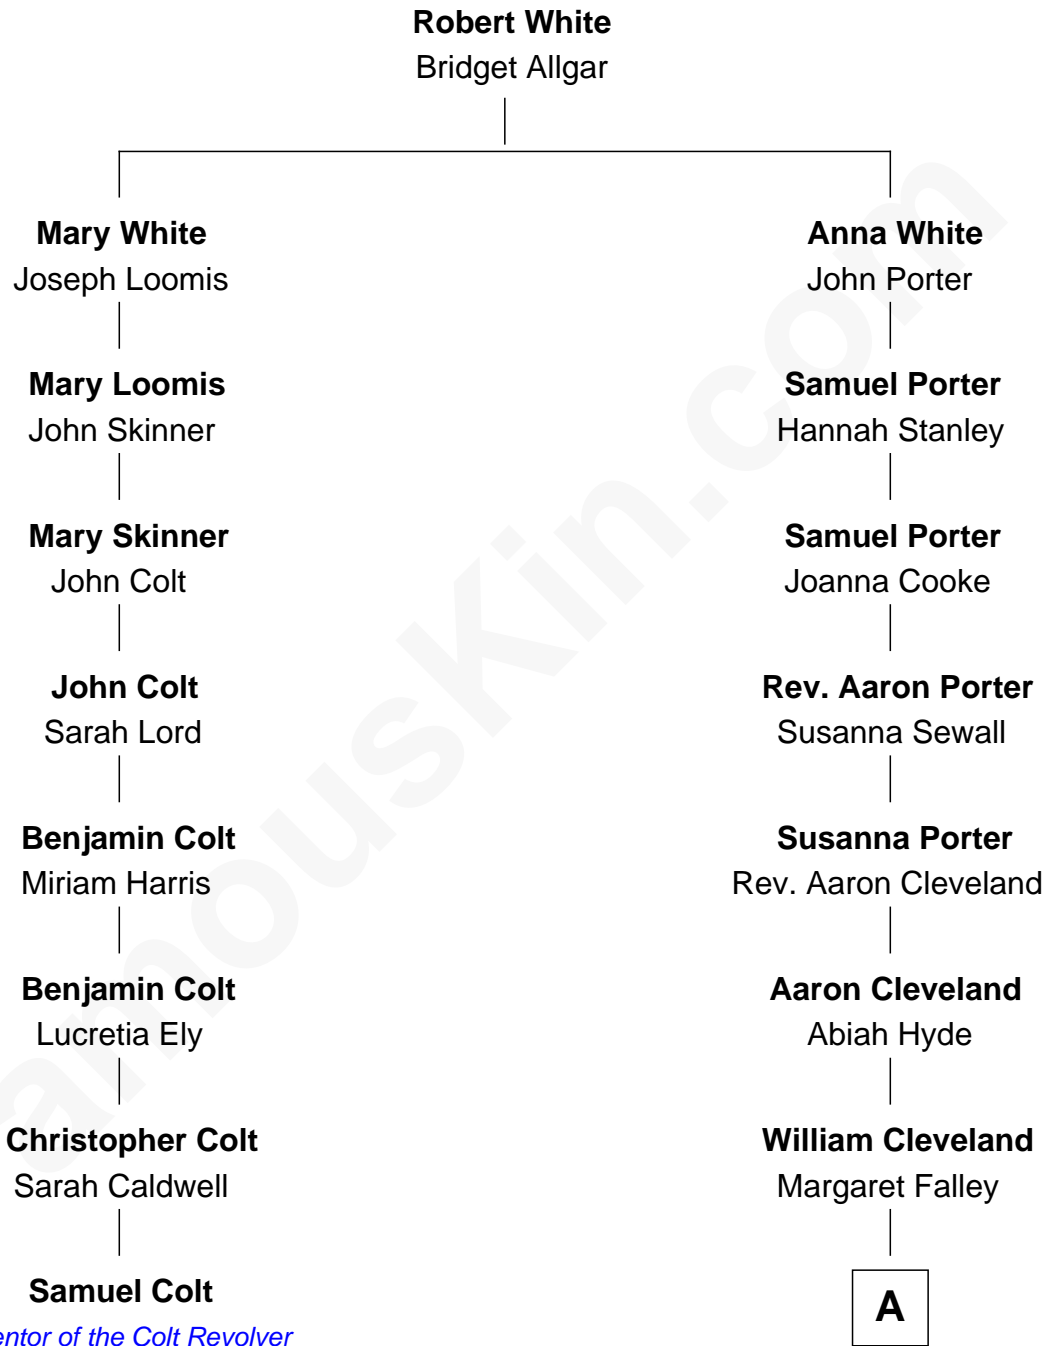 Robert White
Bridget Allgar
Mary White
Joseph Loomis
Anna White
John Porter
Mary Loomis
John Skinner
Samuel Porter
Hannah Stanley
Mary Skinner
John Colt
Samuel Porter
Joanna Cooke
John Colt
Sarah Lord
Rev. Aaron Porter
Susanna Sewall
Benjamin Colt
Miriam Harris
Susanna Porter
Rev. Aaron Cleveland
Benjamin Colt
Lucretia Ely
Aaron Cleveland
Abiah Hyde
Christopher Colt
Sarah Caldwell
William Cleveland
Margaret Falley
Samuel Colt
entor of the Colt Revolver
A
amouskin.com